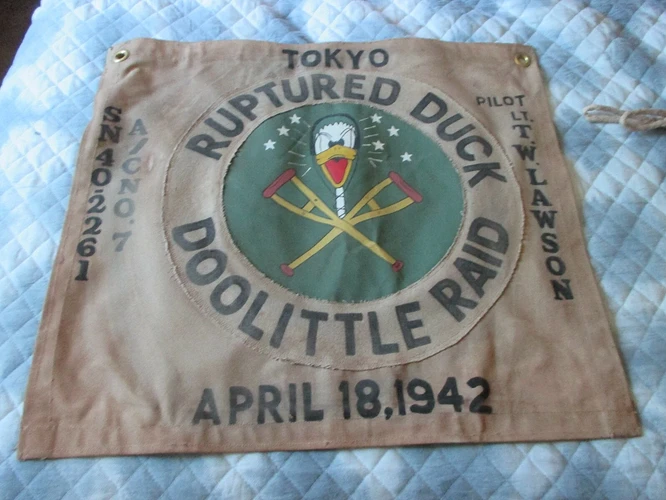 TOKYO
RUPTURED DUCK
DOOLITTLE RAID
SN 40-2261
A/C NO. 7
PILOT
LT.
T.W. LAWSON
APRIL 18, 1942